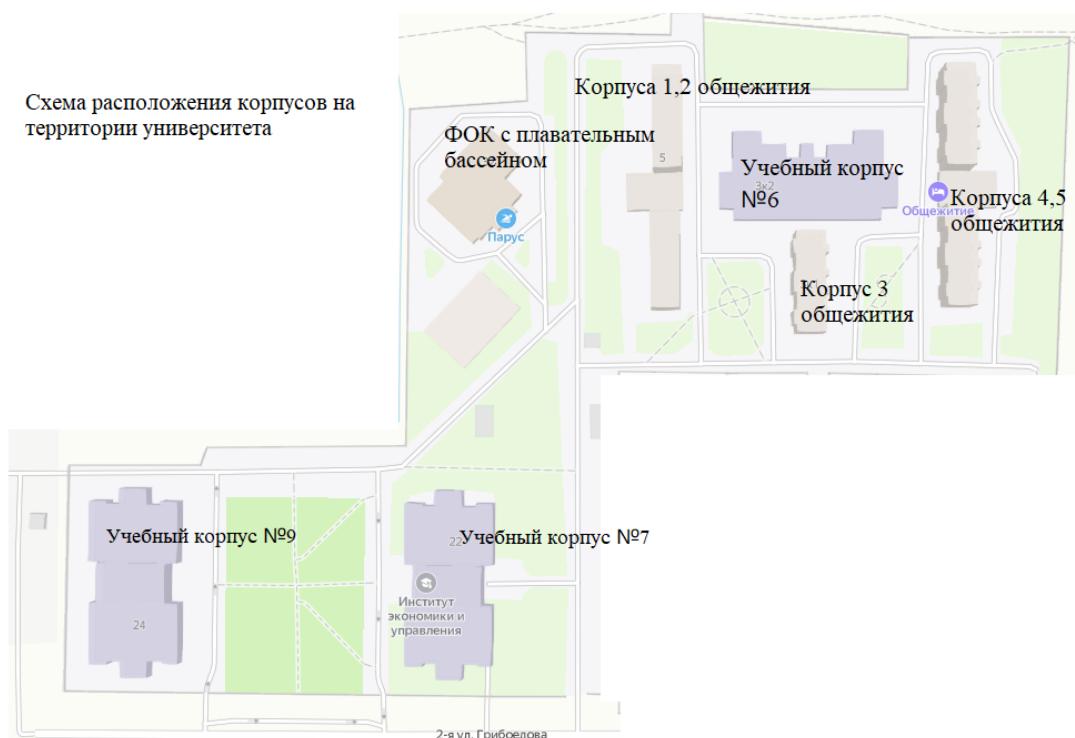 Схема расположения корпусов на
территории университета
Корпуса 1,2 общежития
ФОК с плавательным
бассейном
5
Учебный корпус
№6
3к2
Общежитие
Корпуса 4,5
общежития
Парус
Корпус 3
общежития
Учебный корпус №9
22
Учебный корпус №7
Институт
экономики и
управления
24
2-я ул. Грибоедова